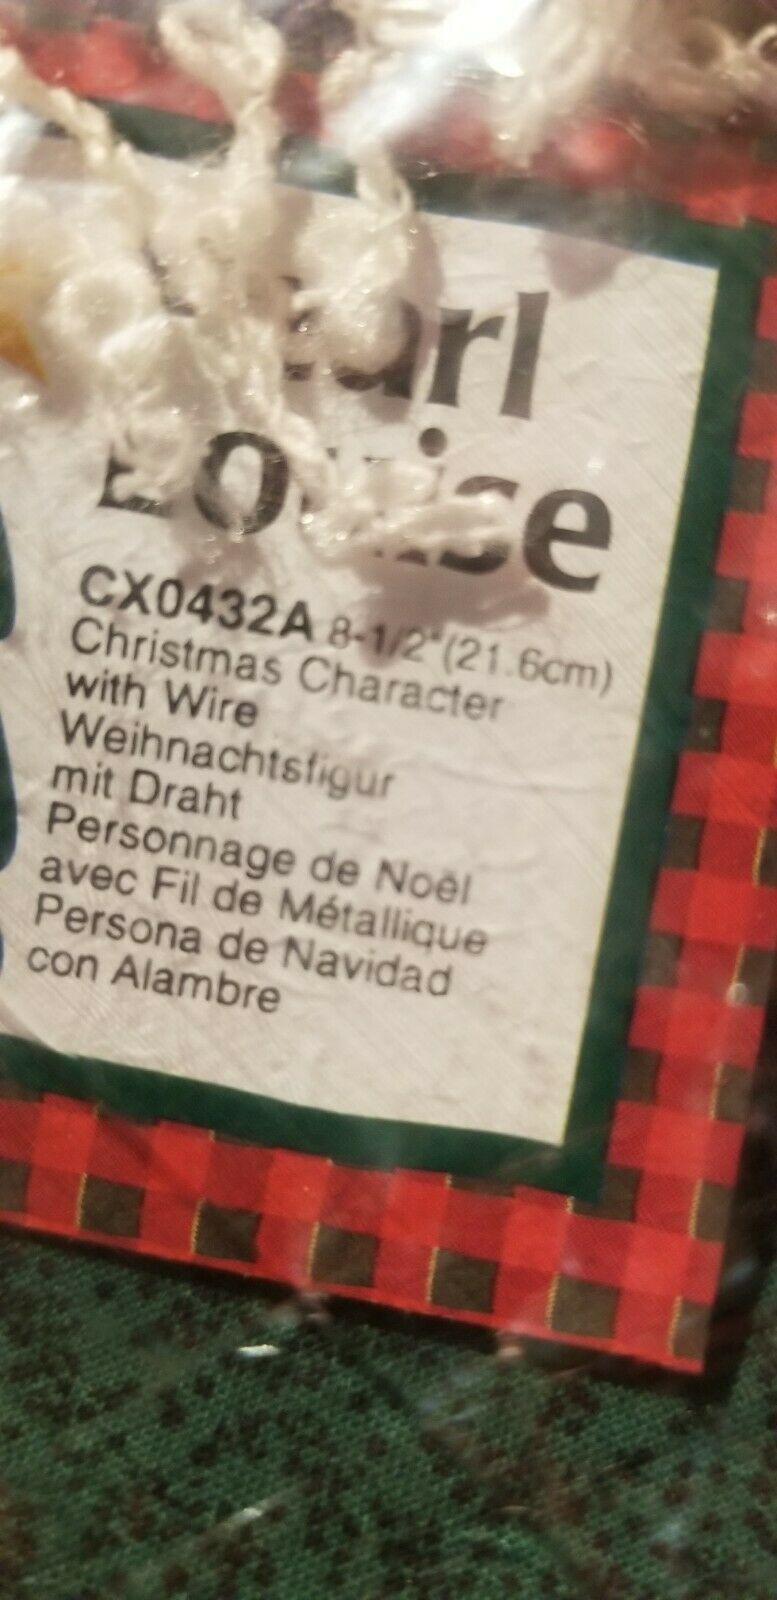 Louise
CX0432A 8-1/2"(21.6cm)
Christmas Character
with Wire
Weihnachtsfigur
mit Draht
Personnage de Noël
avec Fil de Métallique
Persona de Navidad
con Alambre